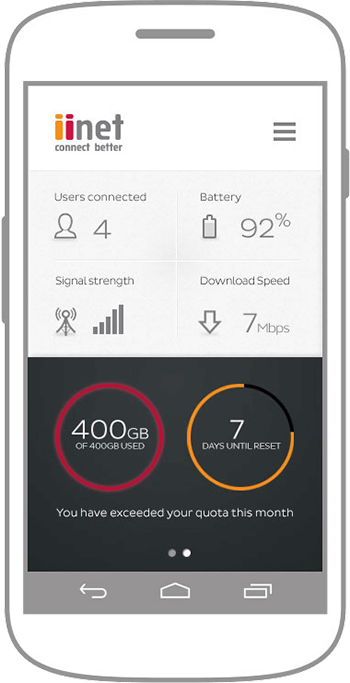 iinet
connect better
Users connected
4
Battery
92%
Signal strength
Download Speed
7Mbps
400GB
OF 400GB USED
7
DAYS UNTIL RESET
You have exceeded your quota this month